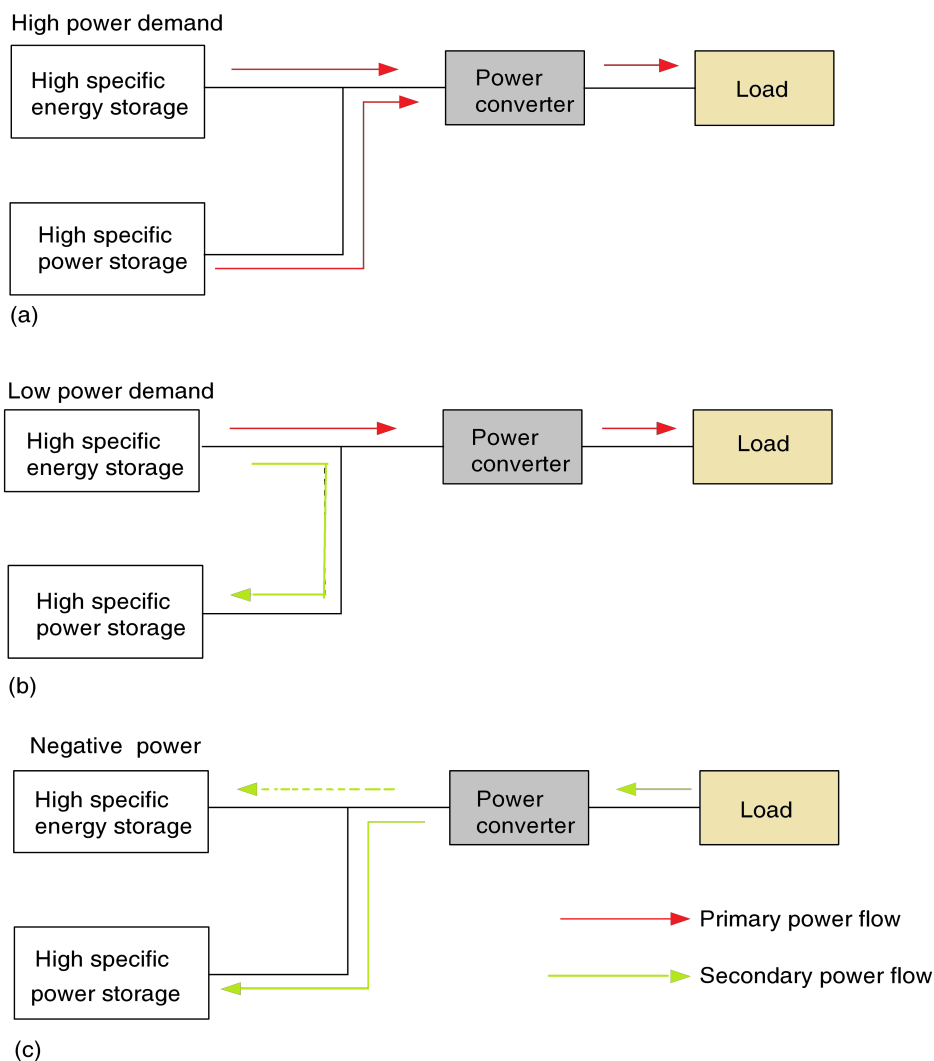 High power demand
High specific
energy storage
Power
converter
Load
High specific
power storage
(a)
Low power demand
High specific
energy storage
Power
converter
Load
High specific
power storage
(b)
Negative power
High specific
energy storage
Power
converter
Load
Primary power flow
High specific
power storage
Secondary power flow
(c)